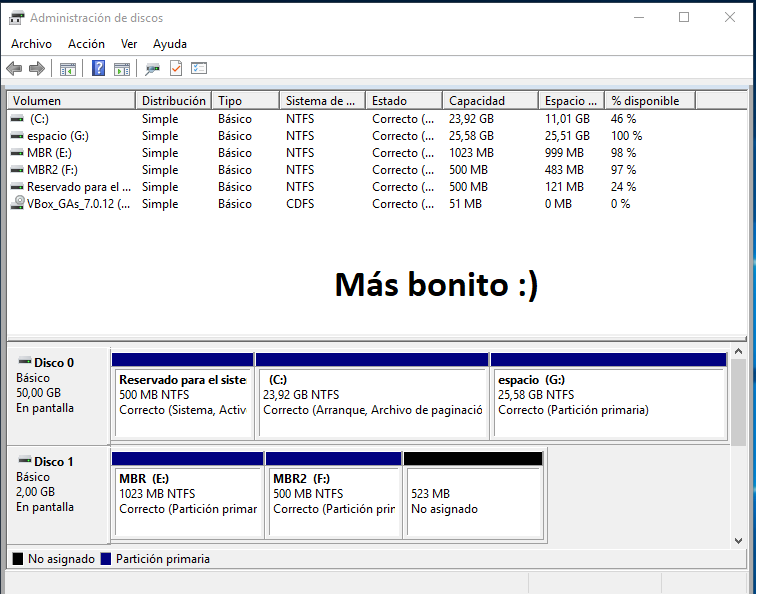 Administración de discos
Archivo Acción Ver Ayuda
Volumen Distribución Tipo Sistema de ... Estado Capacidad Espacio ... % disponible
(C:) Simple Básico NTFS Correcto (... 23,92 GB 11,01 GB 46 %
espacio (G:) Simple Básico NTFS Correcto (... 25,58 GB 25,51 GB 100 %
MBR (E:) Simple Básico NTFS Correcto (... 1023 MB 999 MB 98 %
MBR2 (F:) Simple Básico NTFS Correcto (... 500 MB 483 MB 97 %
Reservado para el ... Simple Básico NTFS Correcto (... 500 MB 121 MB 24 %
VBox_GAs_7.0.12 (... Simple Básico CDFS Correcto (... 51 MB 0 MB 0 %
Más bonito :)
Disco 0
Básico
50,00 GB
En pantalla
Reservado para el siste
500 MB NTFS
Correcto (Sistema, Activ
(C:)
23,92 GB NTFS
Correcto (Arranque, Archivo de paginació
espacio (G:)
25,58 GB NTFS
Correcto (Partición primaria)
Disco 1
Básico
2,00 GB
En pantalla
MBR (E:)
1023 MB NTFS
Correcto (Partición primar
MBR2 (F:)
500 MB NTFS
Correcto (Partición prir
523 MB
No asignado
No asignado Partición primaria